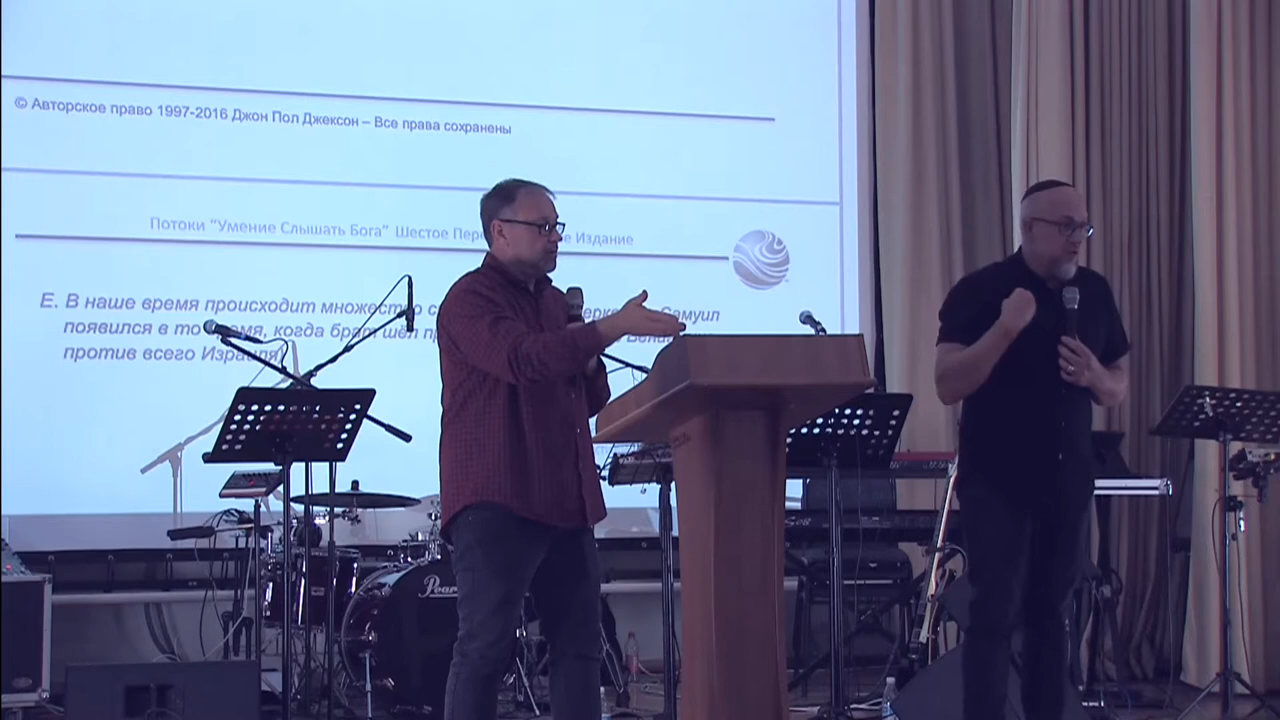 © Авторское право 1997-2016 Джон Пол Джексон – Все права сохранены
Потоки “Умение Слышать Бога” Шестое Издание
Е. В наше время происходит множество Самуил
появился в то время, когда брат шёл
против всего Израиля
Pearl